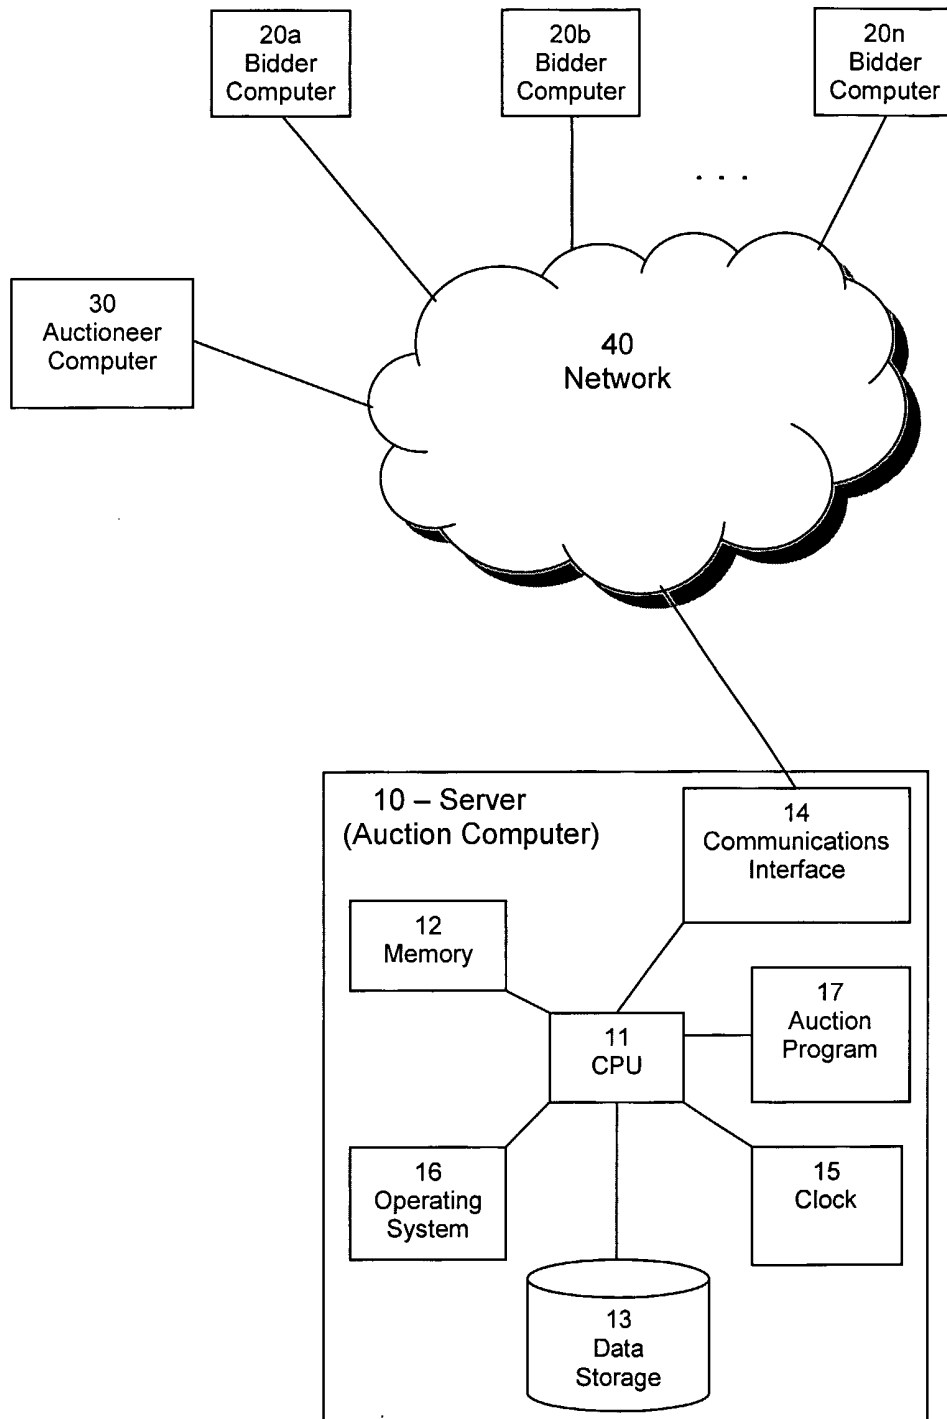 20a
Bidder
Computer
20b
Bidder
Computer
20n
Bidder
Computer
. . .
30
Auctioneer
Computer
40
Network
10 – Server
(Auction Computer)
14
Communications
Interface
12
Memory
17
Auction
Program
11
CPU
16
Operating
System
15
Clock
13
Data
Storage